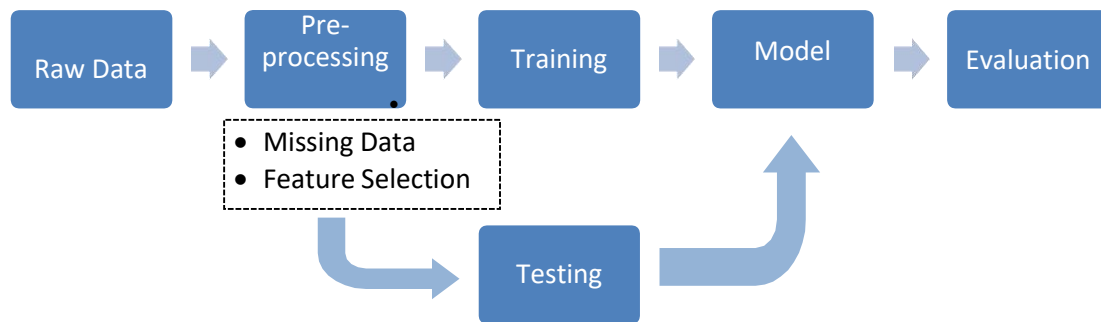 Raw Data
Pre-
processing
Training
Model
Evaluation
• Missing Data
• Feature Selection
Testing